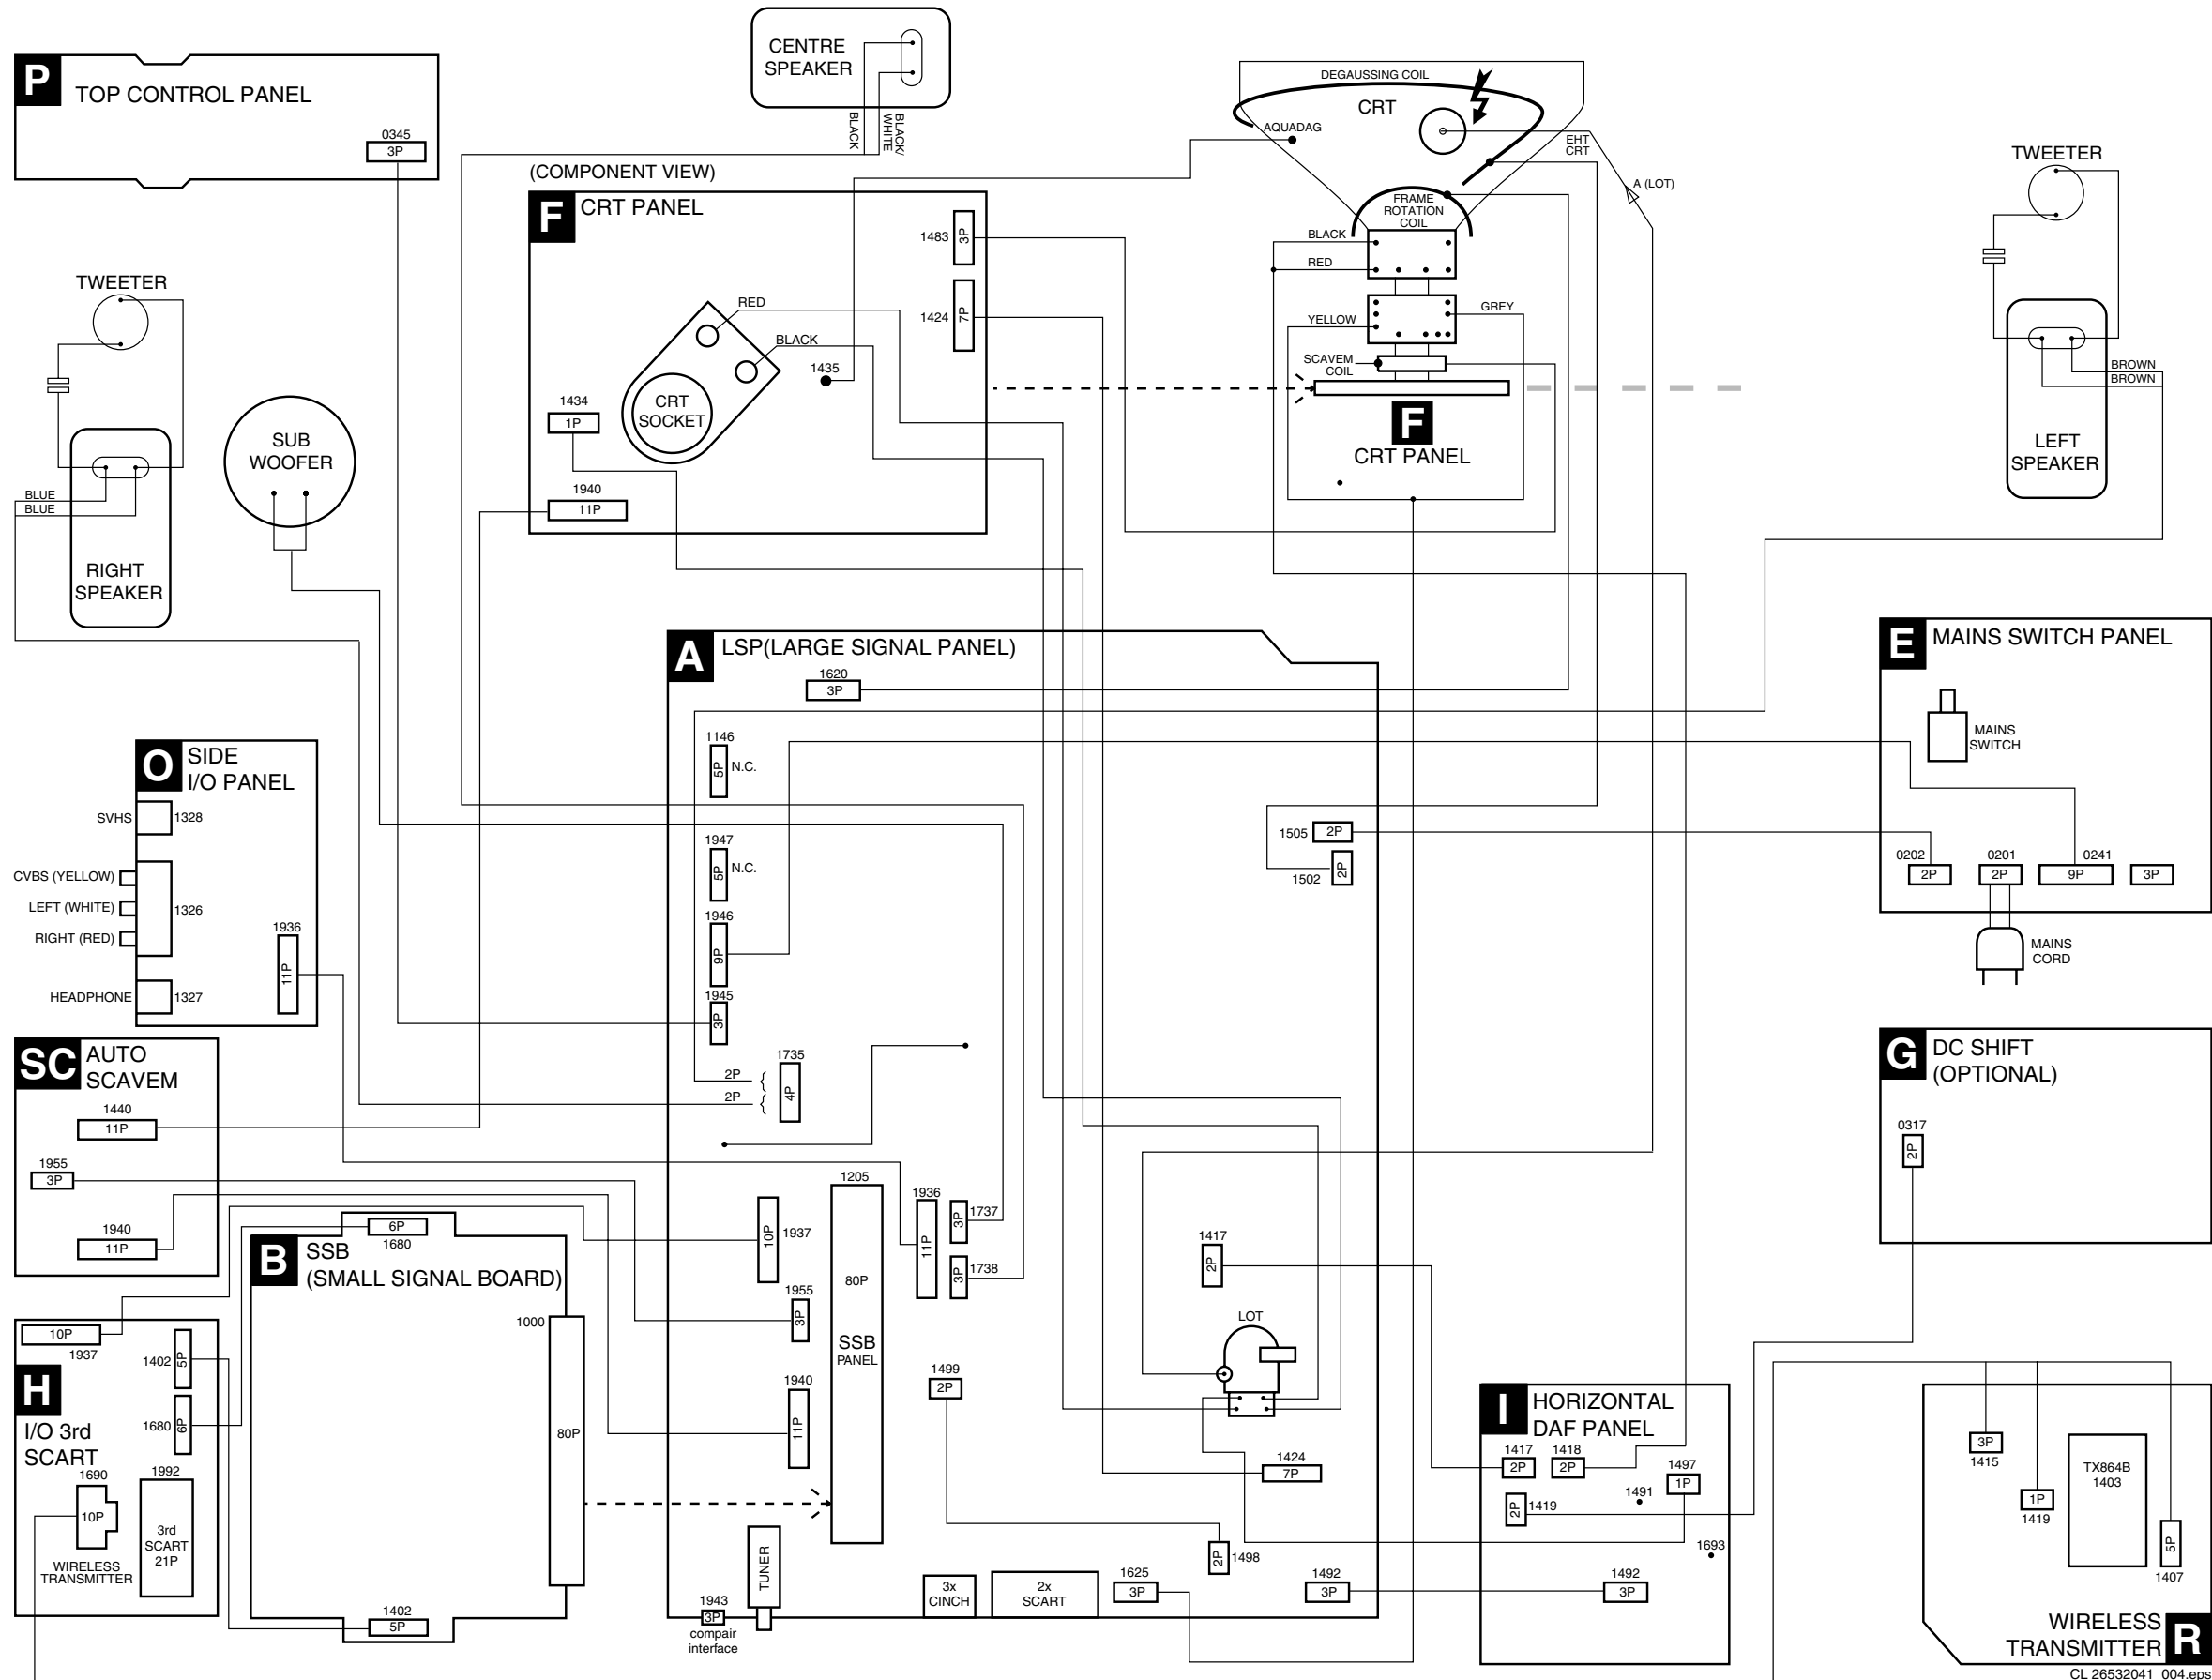 CENTRE
SPEAKER
BLACK
BLACK/
WHITE
P
TOP CONTROL PANEL
0345
3P
(COMPONENT VIEW)
F
CRT PANEL
1483
3P
1424
7P
RED
BLACK
1435
CRT
SOCKET
1434
1P
1940
11P
DEGAUSSING COIL
CRT
AQUADAG
EHT
CRT
A (LOT)
FRAME
ROTATION
COIL
BLACK
RED
YELLOW
GREY
SCAVEM
COIL
F
CRT PANEL
TWEETER
BROWN
BROWN
LEFT
SPEAKER
TWEETER
BLUE
BLUE
RIGHT
SPEAKER
SUB
WOOFER
A
LSP(LARGE SIGNAL PANEL)
1620
3P
1146
5P
N.C.
1947
5P
N.C.
1946
9P
1945
3P
1735
2P
2P
4P
1505
2P
1502
2P
1205
80P
SSB
PANEL
10P
1937
1955
3P
1940
11P
1936
11P
3P
1737
3P
1738
1499
2P
1417
2P
LOT
1424
7P
2P
1498
TUNER
1943
3P
compair
interface
3x
CINCH
2x
SCART
1625
3P
1492
3P
E
MAINS SWITCH PANEL
MAINS
SWITCH
0202
2P
0201
2P
0241
9P
3P
MAINS
CORD
O
SIDE
I/O PANEL
SVHS
1328
CVBS (YELLOW)
LEFT (WHITE)
RIGHT (RED)
1326
1936
11P
HEADPHONE
1327
SC
AUTO
SCAVEM
1440
11P
1955
3P
1940
11P
G
DC SHIFT
(OPTIONAL)
0317
2P
B
SSB
(SMALL SIGNAL BOARD)
6P
1680
1000
80P
1402
5P
H
I/O 3rd
SCART
10P
1937
1402
5P
1680
6P
1690
10P
WIRELESS
TRANSMITTER
1992
3rd
SCART
21P
I
HORIZONTAL
DAF PANEL
1417
2P
1418
2P
1497
1P
1491
2P
1419
1693
1492
3P
3P
1415
1P
1419
TX864B
1403
5P
1407
WIRELESS
TRANSMITTER
R
CL 26532041_004.eps